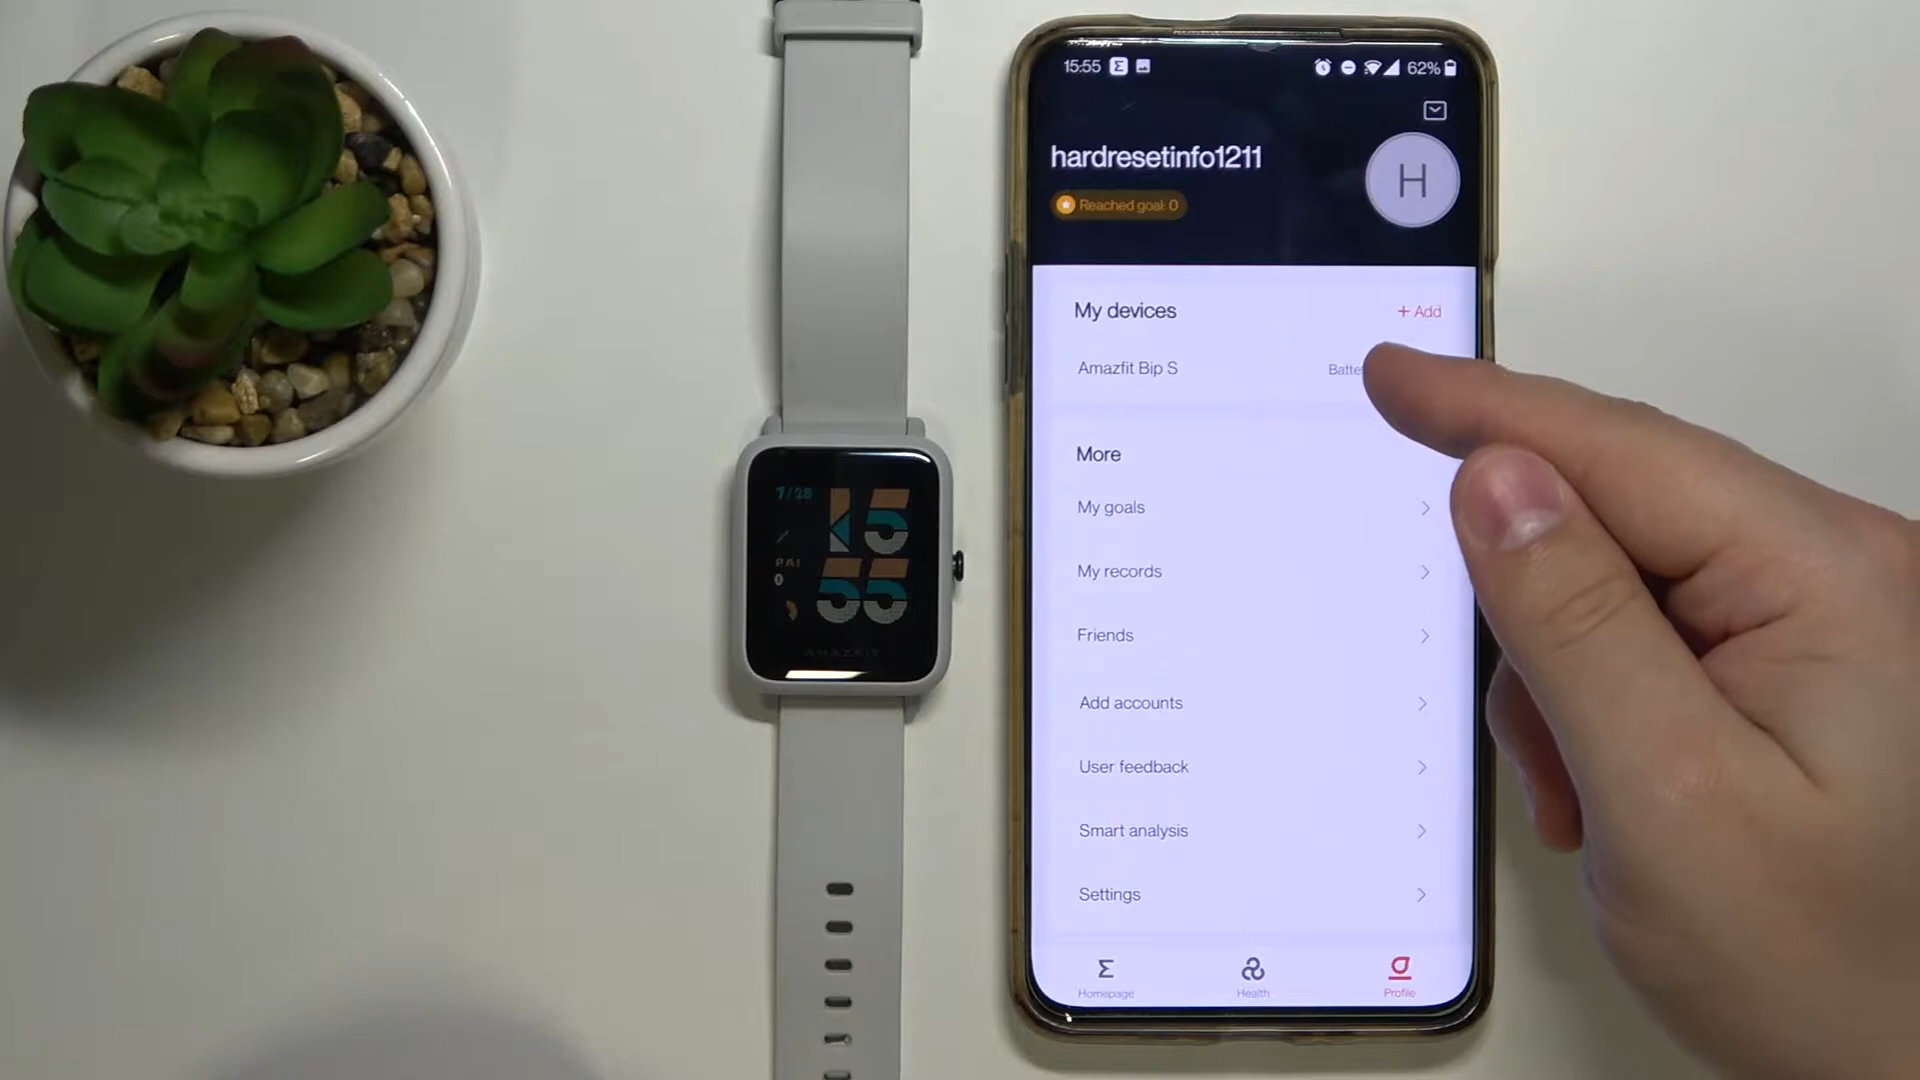 15:55 62%
hardresetinfo1211
H
Reached goal: 0
My devices
+ Add
Amazfit Bip S
More
My goals
My records
Friends
Add accounts
User feedback
Smart analysis
Settings
Homepage
Health
Profile
7/28
15
PAI
0
55
AMAZFIT